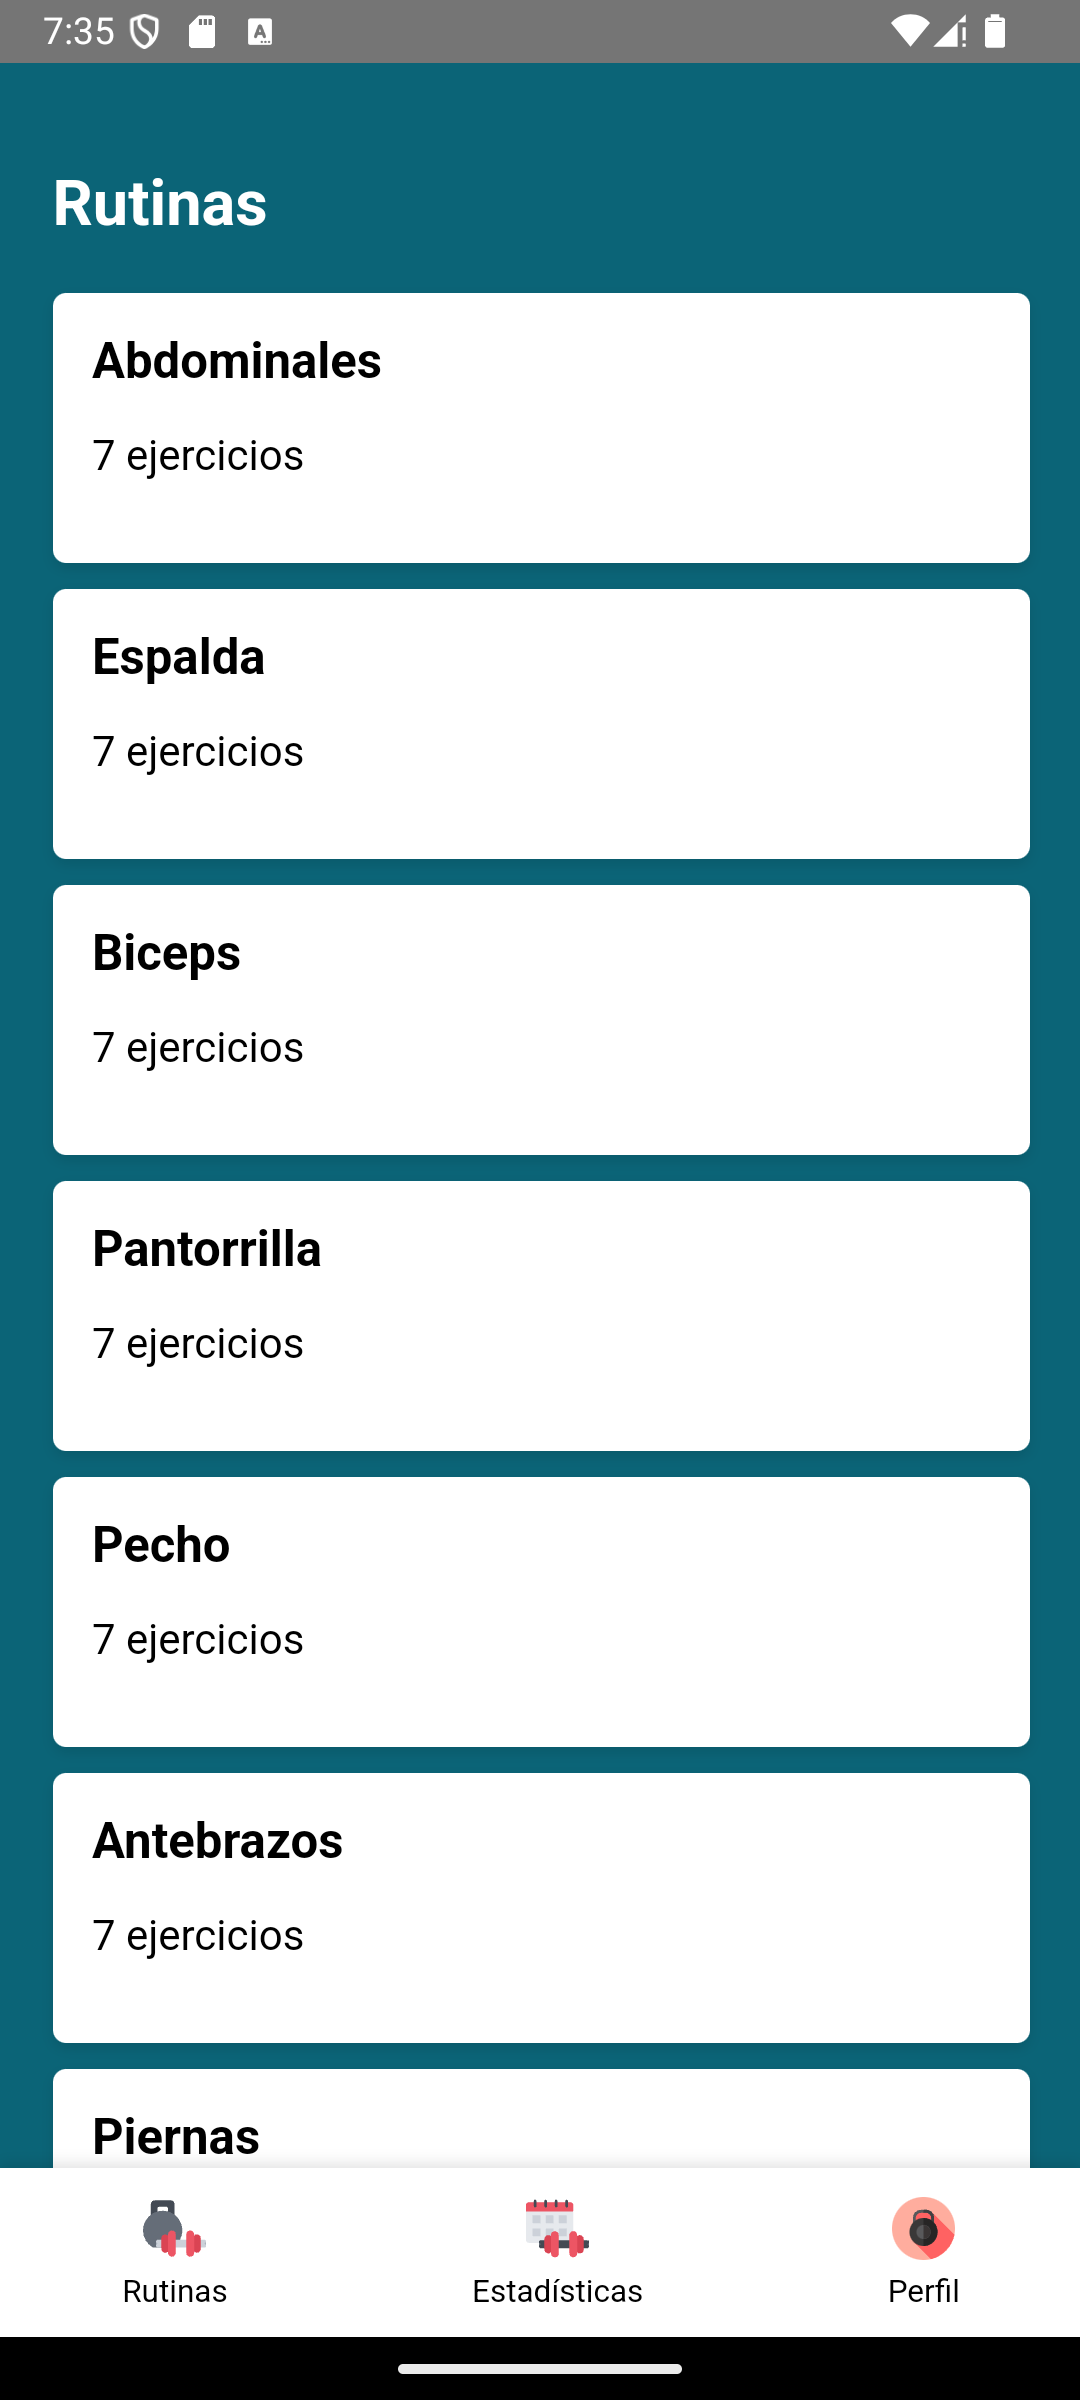 7:35
Rutinas
Abdominales
7 ejercicios
Espalda
7 ejercicios
Biceps
7 ejercicios
Pantorrilla
7 ejercicios
Pecho
7 ejercicios
Antebrazos
7 ejercicios
Piernas
Rutinas Estadísticas Perfil